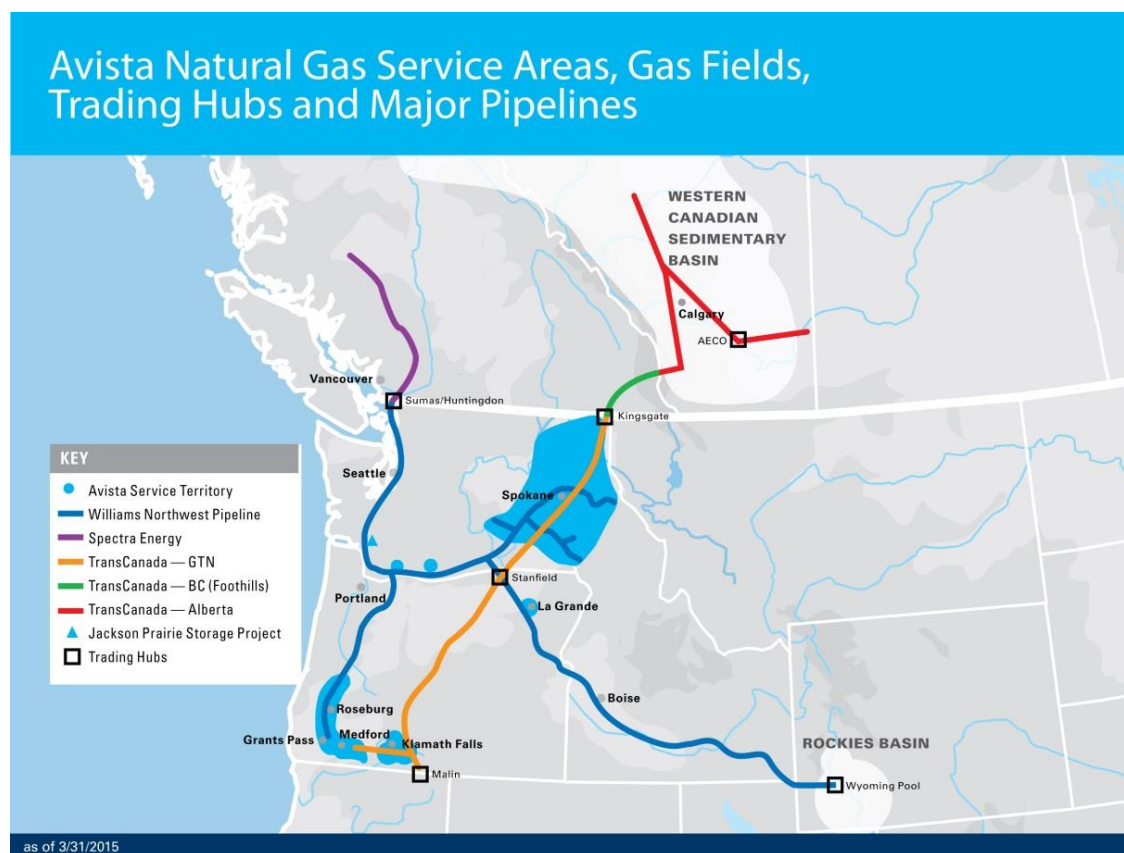 Avista Natural Gas Service Areas, Gas Fields,
Trading Hubs and Major Pipelines
WESTERN
CANADIAN
SEDIMENTARY
BASIN
Calgary
AECO
Vancouver
Sumas/Huntingdon
Kingsgate
KEY
Avista Service Territory
Williams Northwest Pipeline
Spectra Energy
TransCanada — GTN
TransCanada — BC (Foothills)
TransCanada — Alberta
Jackson Prairie Storage Project
Trading Hubs
Seattle
Spokane
Stanfield
Portland
La Grande
Roseburg
Boise
Grants Pass
Medford
Klamath Falls
ROCKIES BASIN
Malin
Wyoming Pool
as of 3/31/2015